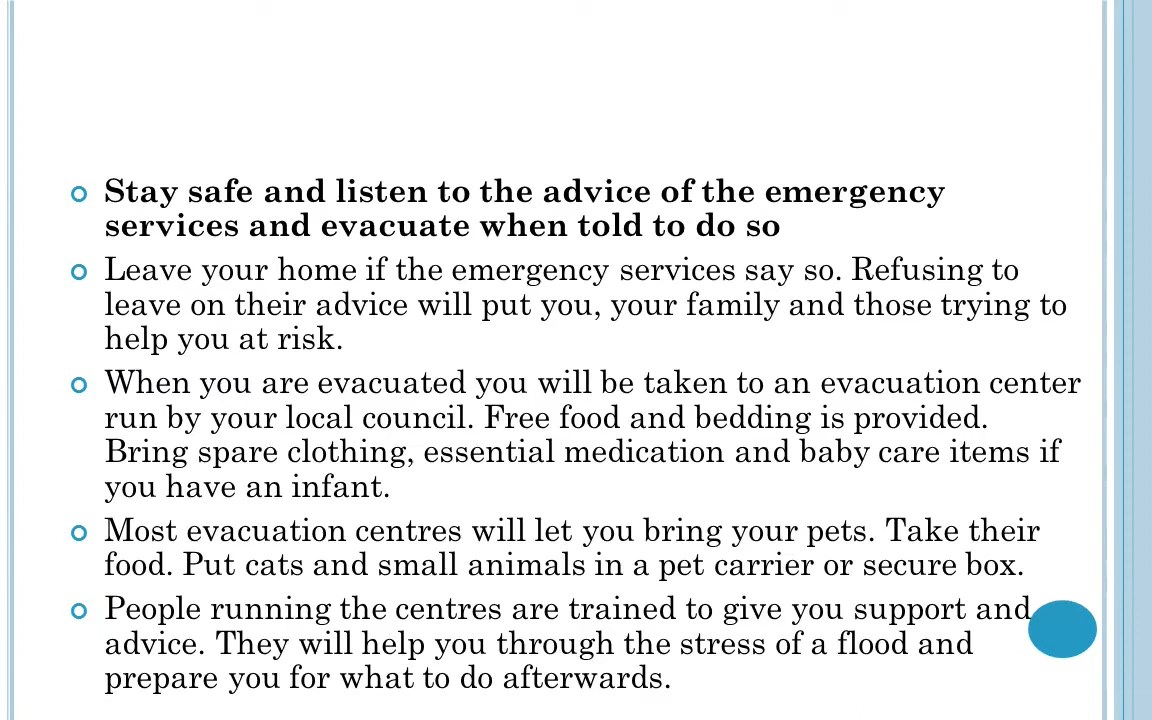 Stay safe and listen to the advice of the emergency
services and evacuate when told to do so
Leave your home if the emergency services say so. Refusing to
leave on their advice will put you, your family and those trying to
help you at risk.
When you are evacuated you will be taken to an evacuation center
run by your local council. Free food and bedding is provided.
Bring spare clothing, essential medication and baby care items if
you have an infant.
Most evacuation centres will let you bring your pets. Take their
food. Put cats and small animals in a pet carrier or secure box.
People running the centres are trained to give you support and
advice. They will help you through the stress of a flood and
prepare you for what to do afterwards.